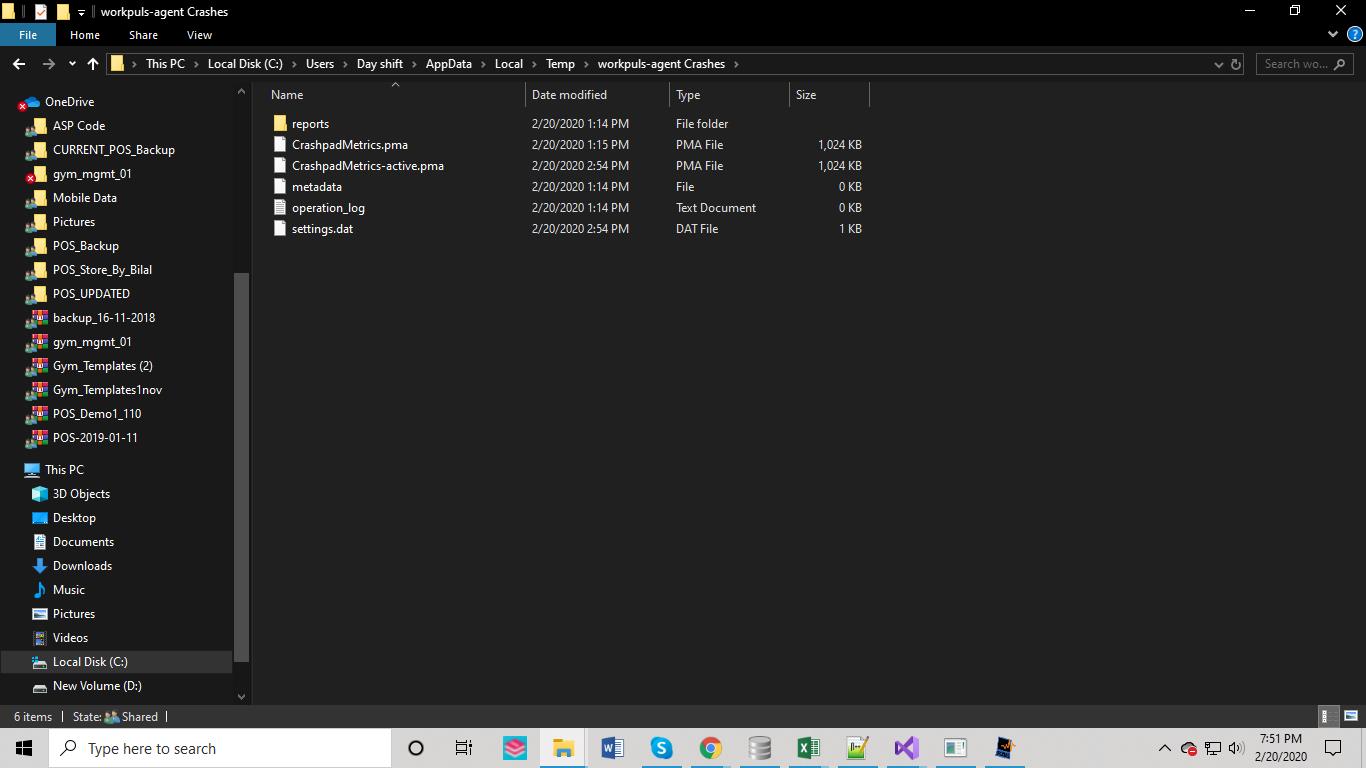 workpuls-agent Crashes
File Home Share View
This PC Local Disk (C:) Users Day shift AppData Local Temp workpuls-agent Crashes Search wo...
OneDrive
ASP Code
CURRENT_POS_Backup
gym_mgmt_01
Mobile Data
Pictures
POS_Backup
POS_Store_By_Bilal
POS_UPDATED
backup_16-11-2018
gym_mgmt_01
Gym_Templates (2)
Gym_Templates1nov
POS_Demo1_110
POS-2019-01-11
This PC
3D Objects
Desktop
Documents
Downloads
Music
Pictures
Videos
Local Disk (C:)
New Volume (D:)
Name Date modified Type Size
reports 2/20/2020 1:14 PM File folder
CrashpadMetrics.pma 2/20/2020 1:15 PM PMA File 1,024 KB
CrashpadMetrics-active.pma 2/20/2020 2:54 PM PMA File 1,024 KB
metadata 2/20/2020 1:14 PM File 0 KB
operation_log 2/20/2020 1:14 PM Text Document 0 KB
settings.dat 2/20/2020 2:54 PM DAT File 1 KB
6 items State: Shared
Type here to search
7:51 PM
2/20/2020